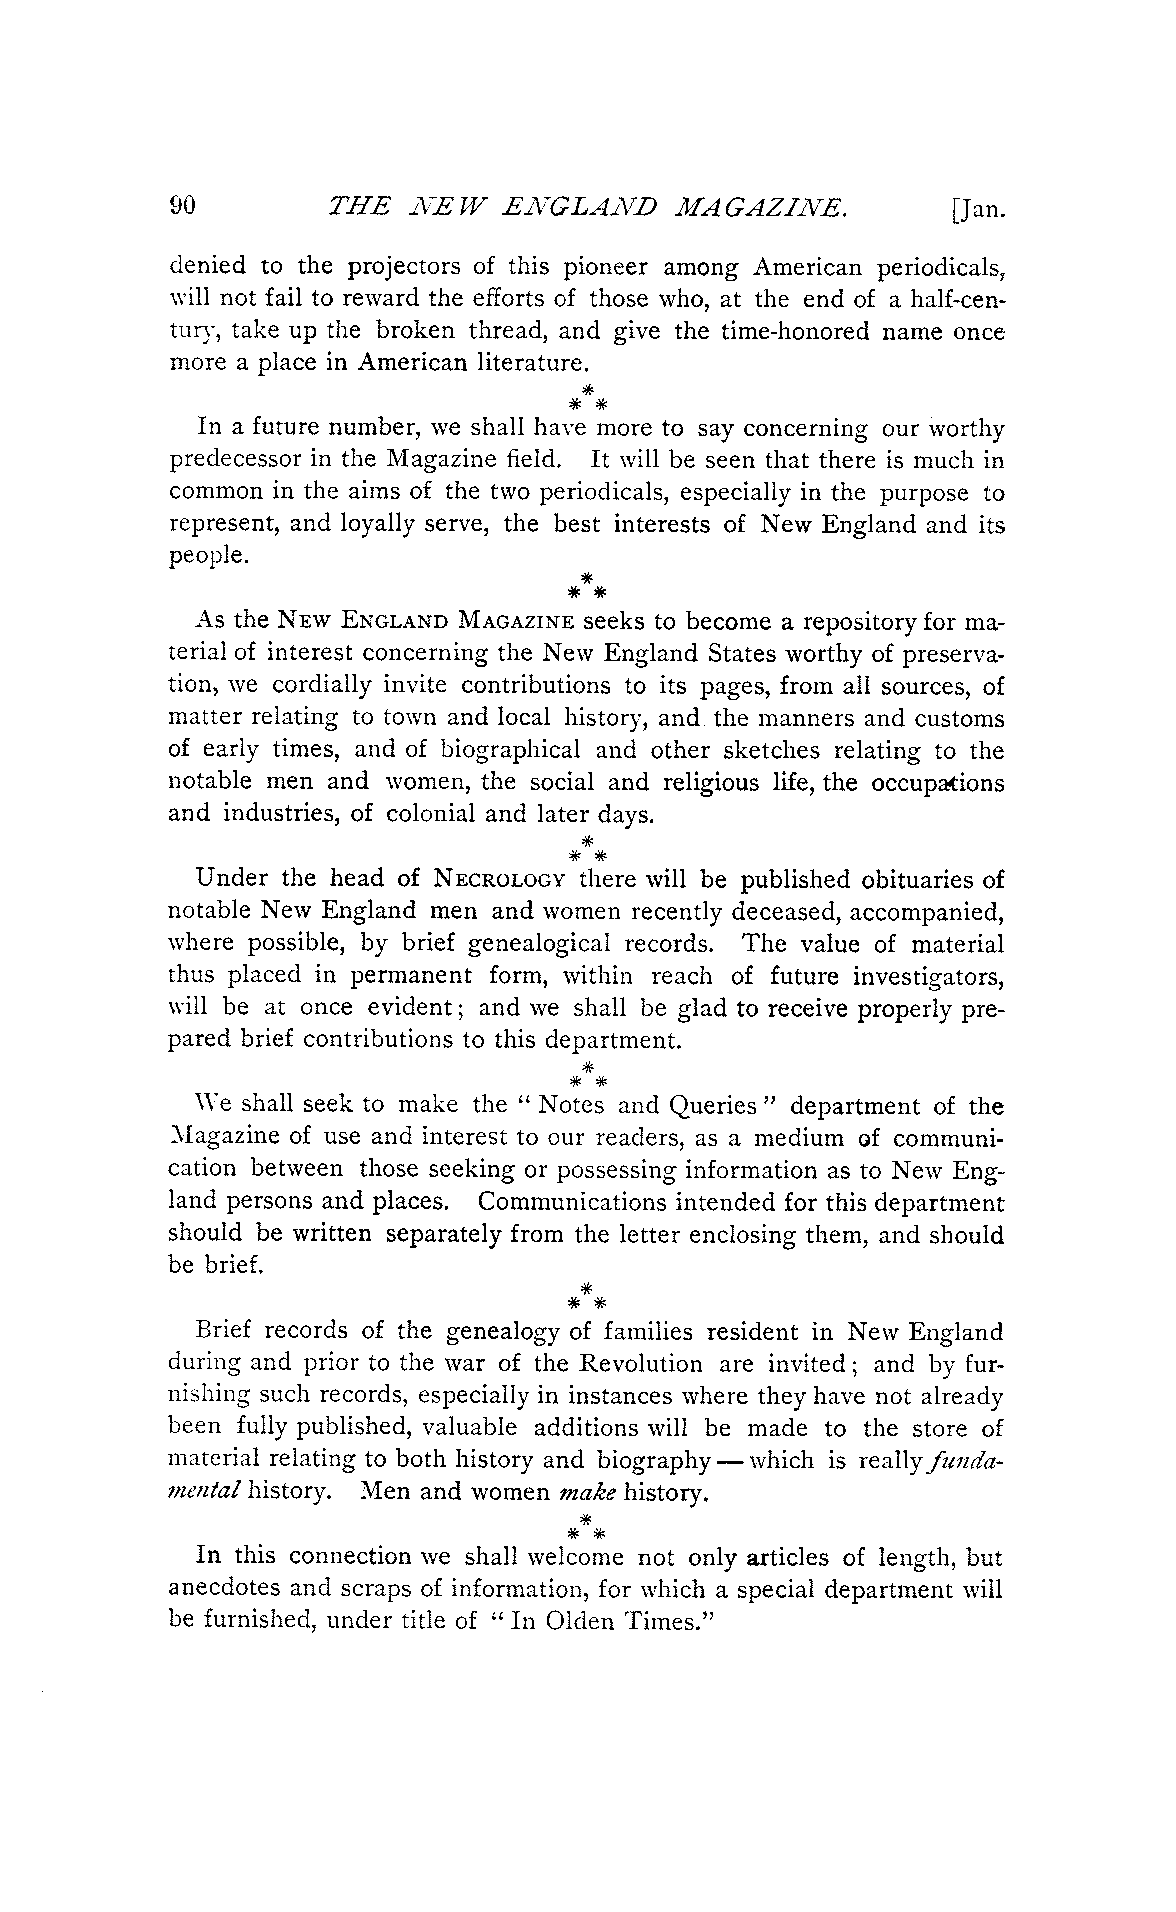 90 THE NEW ENGLAND MAGAZINE. [Jan.
denied to the projectors of this pioneer among American periodicals,
will not fail to reward the efforts of those who, at the end of a half-cen-
tury, take up the broken thread, and give the time-honored name once
more a place in American literature.
*
* *
In a future number, we shall have more to say concerning our worthy
predecessor in the Magazine field. It will be seen that there is much in
common in the aims of the two periodicals, especially in the purpose to
represent, and loyally serve, the best interests of New England and its
people.
*
* *
As the NEW ENGLAND MAGAZINE seeks to become a repository for ma-
terial of interest concerning the New England States worthy of preserva-
tion, we cordially invite contributions to its pages, from all sources, of
matter relating to town and local history, and the manners and customs
of early times, and of biographical and other sketches relating to the
notable men and women, the social and religious life, the occupations
and industries, of colonial and later days.
*
* *
Under the head of NECROLOGY there will be published obituaries of
notable New England men and women recently deceased, accompanied,
where possible, by brief genealogical records. The value of material
thus placed in permanent form, within reach of future investigators,
will be at once evident; and we shall be glad to receive properly pre-
pared brief contributions to this department.
*
* *
We shall seek to make the “Notes and Queries” department of the
Magazine of use and interest to our readers, as a medium of communi-
cation between those seeking or possessing information as to New Eng-
land persons and places. Communications intended for this department
should be written separately from the letter enclosing them, and should
be brief.
*
* *
Brief records of the genealogy of families resident in New England
during and prior to the war of the Revolution are invited; and by fur-
nishing such records, especially in instances where they have not already
been fully published, valuable additions will be made to the store of
material relating to both history and biography — which is really funda-
mental history. Men and women make history.
*
* *
In this connection we shall welcome not only articles of length, but
anecdotes and scraps of information, for which a special department will
be furnished, under title of “In Olden Times.”